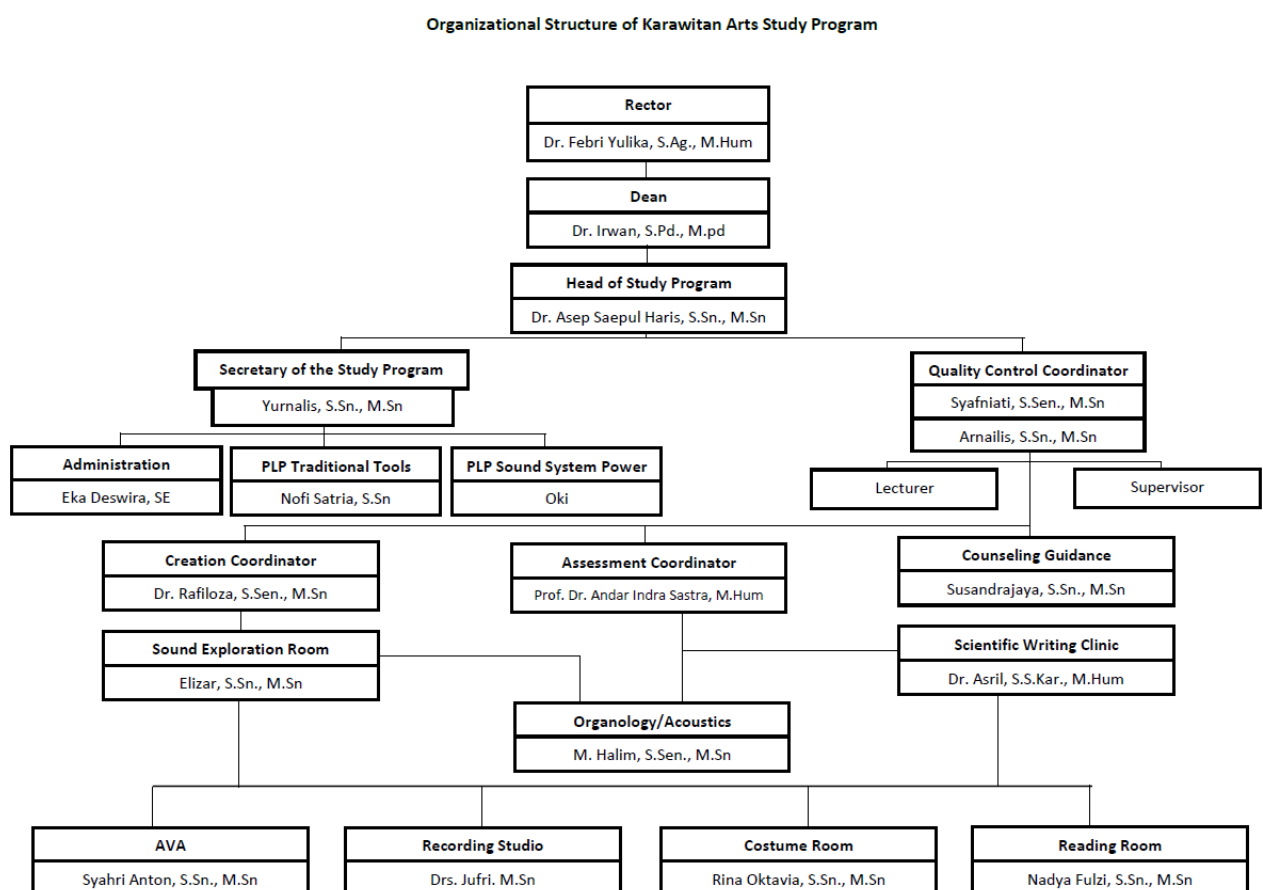 Organizational Structure of Karawitan Arts Study Program
Rector
Dr. Febri Yulika, S.Ag., M.Hum
Dean
Dr. Irwan, S.Pd., M.pd
Head of Study Program
Dr. Asep Saepul Haris, S.Sn., M.Sn
Secretary of the Study Program
Yurnalis, S.Sn., M.Sn
Quality Control Coordinator
Syafniati, S.Sen., M.Sn
Arnailis, S.Sn., M.Sn
Administration
Eka Deswira, SE
PLP Traditional Tools
Nofi Satria, S.Sn
PLP Sound System Power
Oki
Lecturer
Supervisor
Creation Coordinator
Dr. Rafiloza, S.Sen., M.Sn
Assessment Coordinator
Prof. Dr. Andar Indra Sastra, M.Hum
Counseling Guidance
Susandrajaya, S.Sn., M.Sn
Sound Exploration Room
Elizar, S.Sn., M.Sn
Scientific Writing Clinic
Dr. Asril, S.S.Kar., M.Hum
Organology/Acoustics
M. Halim, S.Sen., M.Sn
AVA
Syahri Anton, S.Sn., M.Sn
Recording Studio
Drs. Jufri. M.Sn
Costume Room
Rina Oktavia, S.Sn., M.Sn
Reading Room
Nadya Fulzi, S.Sn., M.Sn